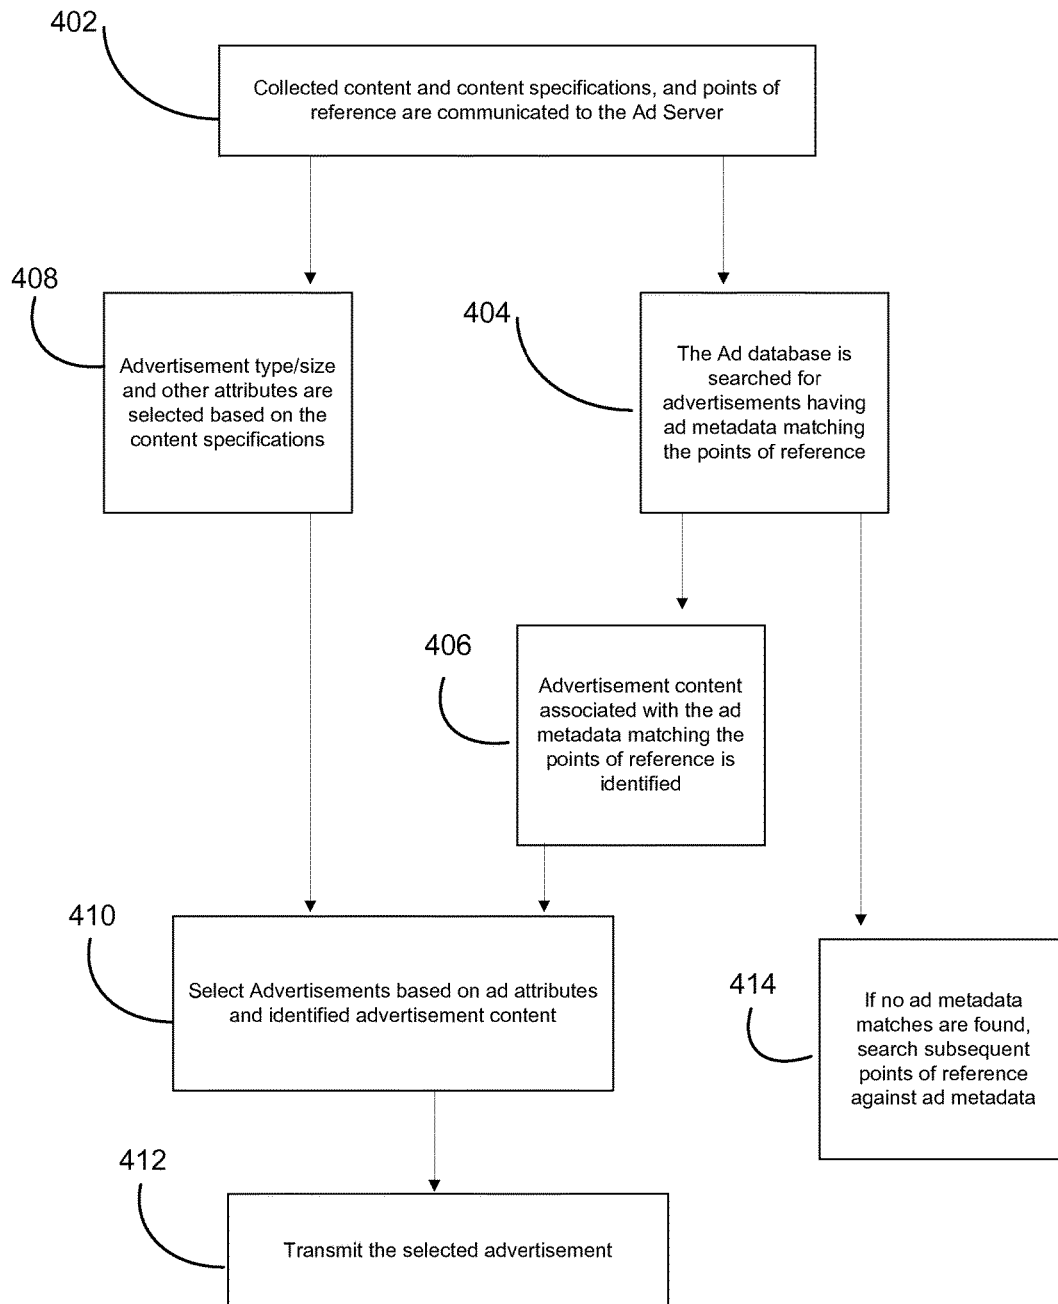 402
Collected content and content specifications, and points of
reference are communicated to the Ad Server
408
Advertisement type/size
and other attributes are
selected based on the
content specifications
404
The Ad database is
searched for
advertisements having
ad metadata matching
the points of reference
406
Advertisement content
associated with the ad
metadata matching the
points of reference is
identified
410
Select Advertisements based on ad attributes
and identified advertisement content
414
If no ad metadata
matches are found,
search subsequent
points of reference
against ad metadata
412
Transmit the selected advertisement